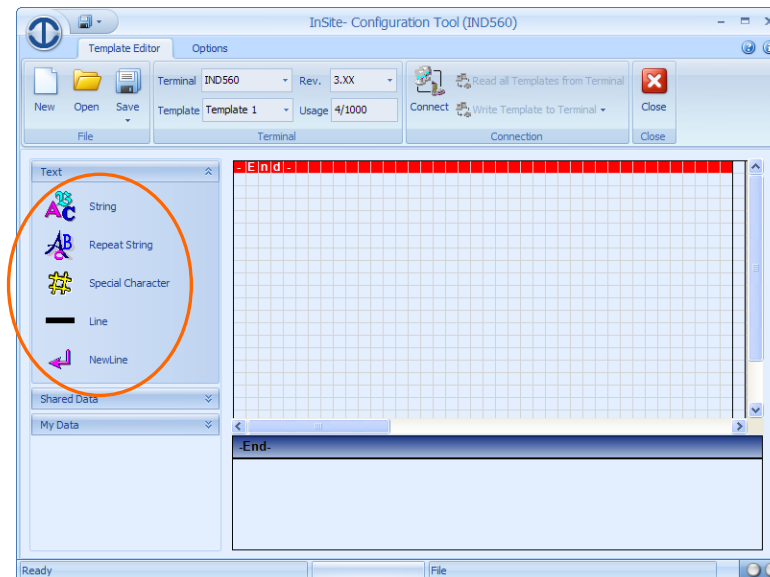 InSite- Configuration Tool (IND560)
Template Editor Options
Terminal IND560 Rev. 3.XX
Read all Templates from Terminal
New Open Save Connect Close
Template Template 1 Usage 4/1000
Write Template to Terminal
File Terminal Connection Close
Text
String
Repeat String
Special Character
Line
NewLine
Shared Data
My Data
-End-
-End-
Ready File